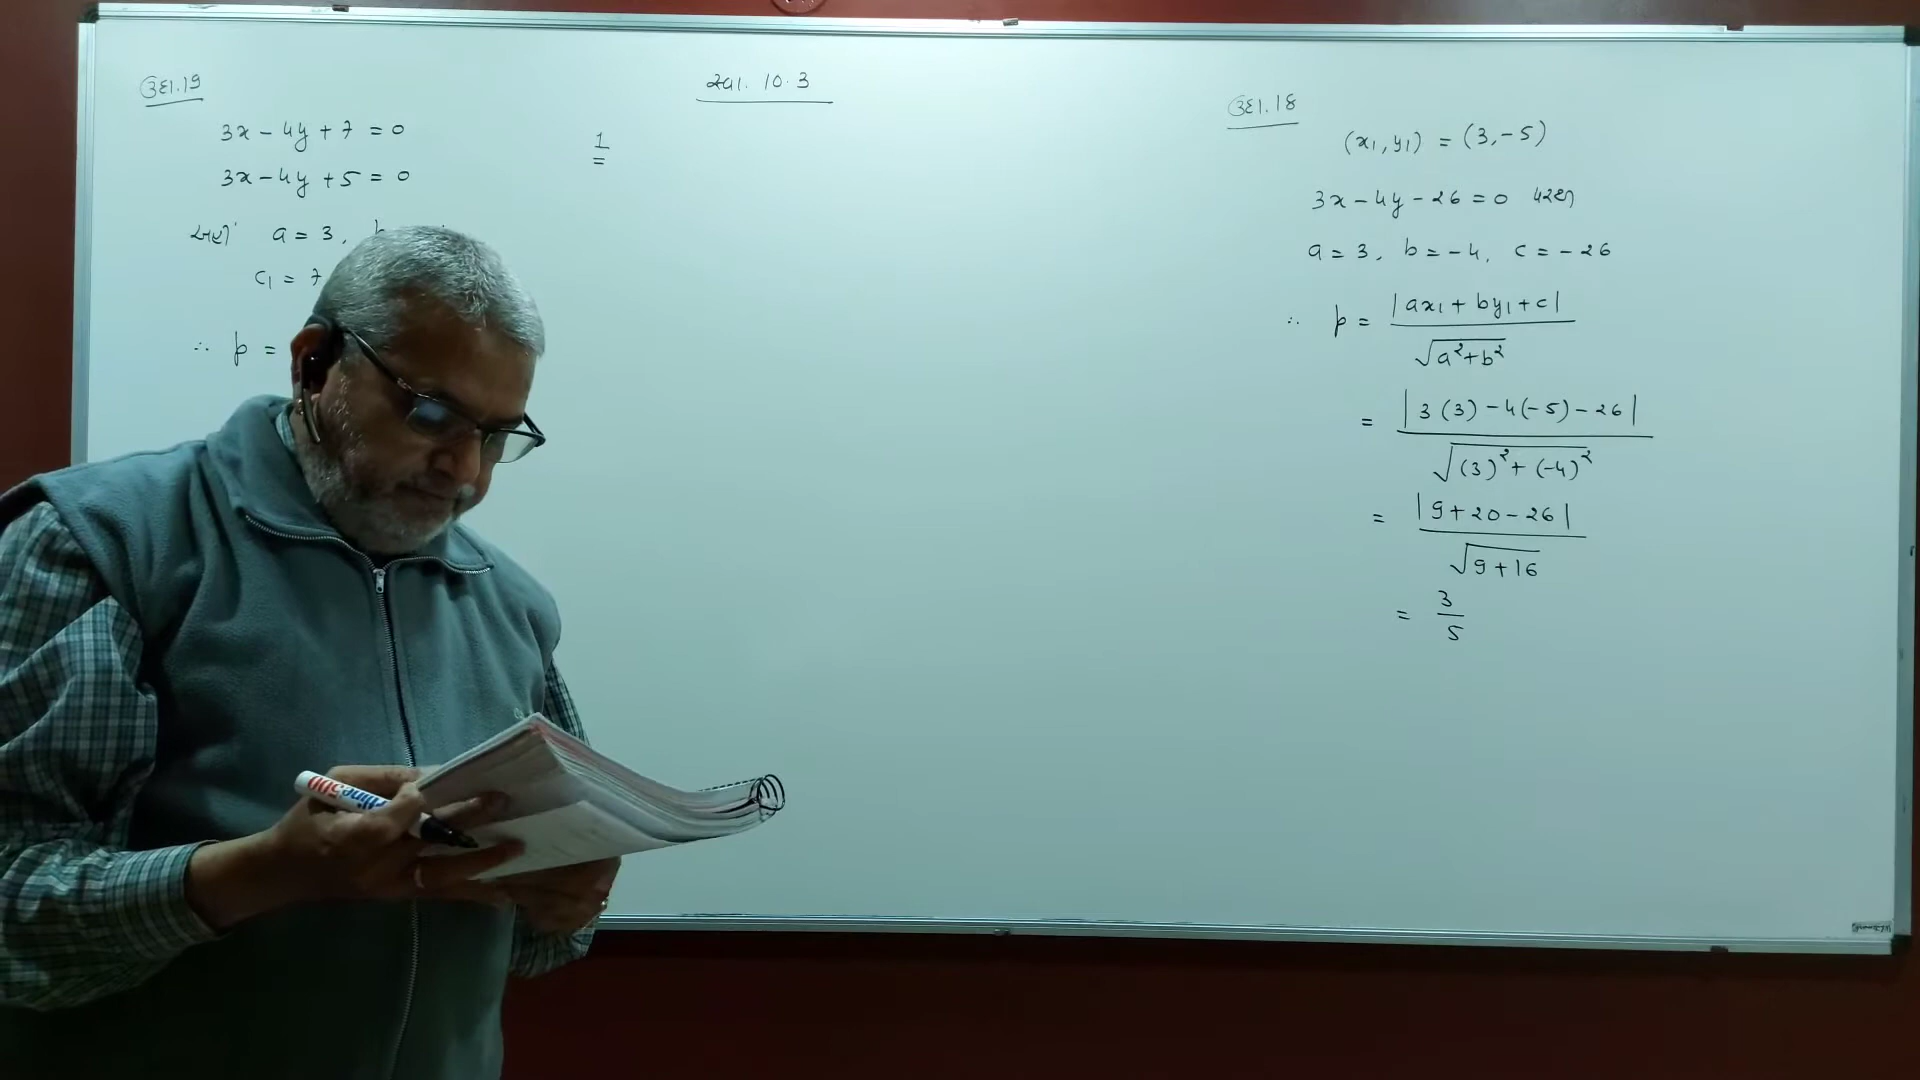 ઉદા.19
3x - 4y + 7 = 0
3x - 4y + 5 = 0
અહીં a = 3, b
c₁ = 7
∴ p =
સ્વા. 10.3
1
=
ઉદા.18
(x₁, y₁) = (3, -5)
3x - 4y - 26 = 0 પરથી
a = 3, b = -4, c = -26
∴ p = |ax₁ + by₁ + c| / √(a² + b²)
= |3(3) - 4(-5) - 26| / √((3)² + (-4)²)
= |9 + 20 - 26| / √(9 + 16)
= 3/5